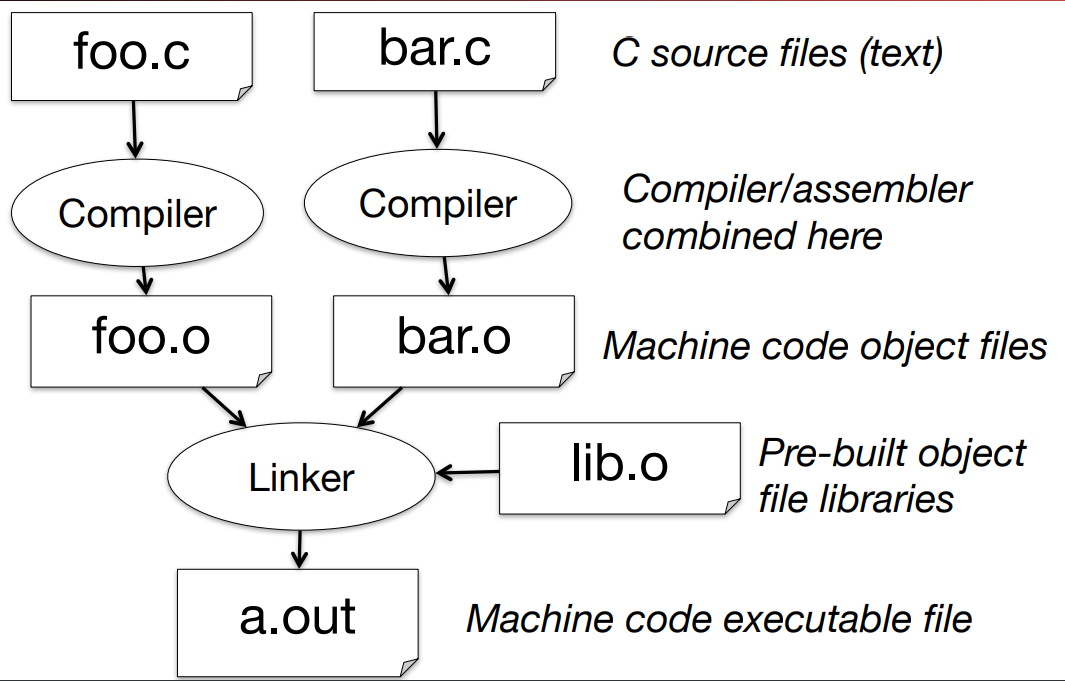 foo.c
bar.c
C source files (text)
Compiler
Compiler
Compiler/assembler
combined here
foo.o
bar.o
Machine code object files
Linker
lib.o
Pre-built object
file libraries
a.out
Machine code executable file